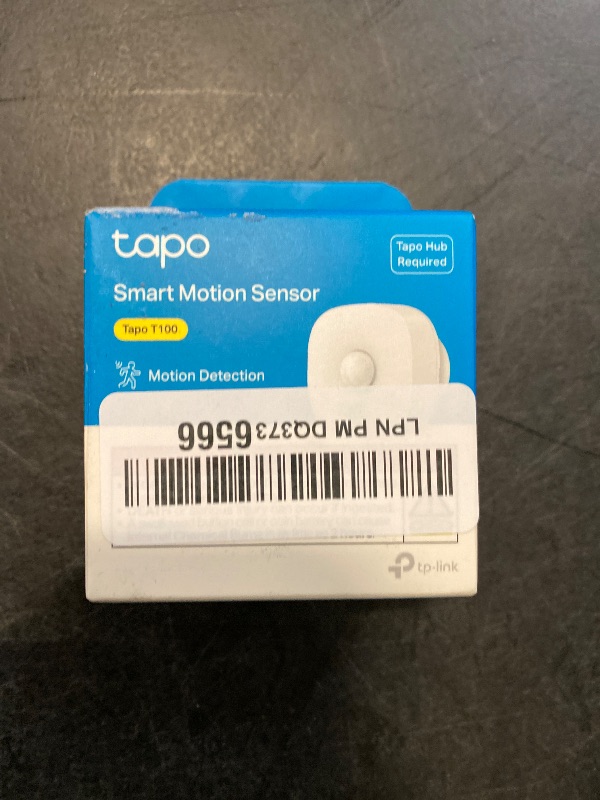 tapo
Tapo Hub
Required
Smart Motion Sensor
Tapo T100
Motion Detection
LPN PM DQ3736566
tp-link